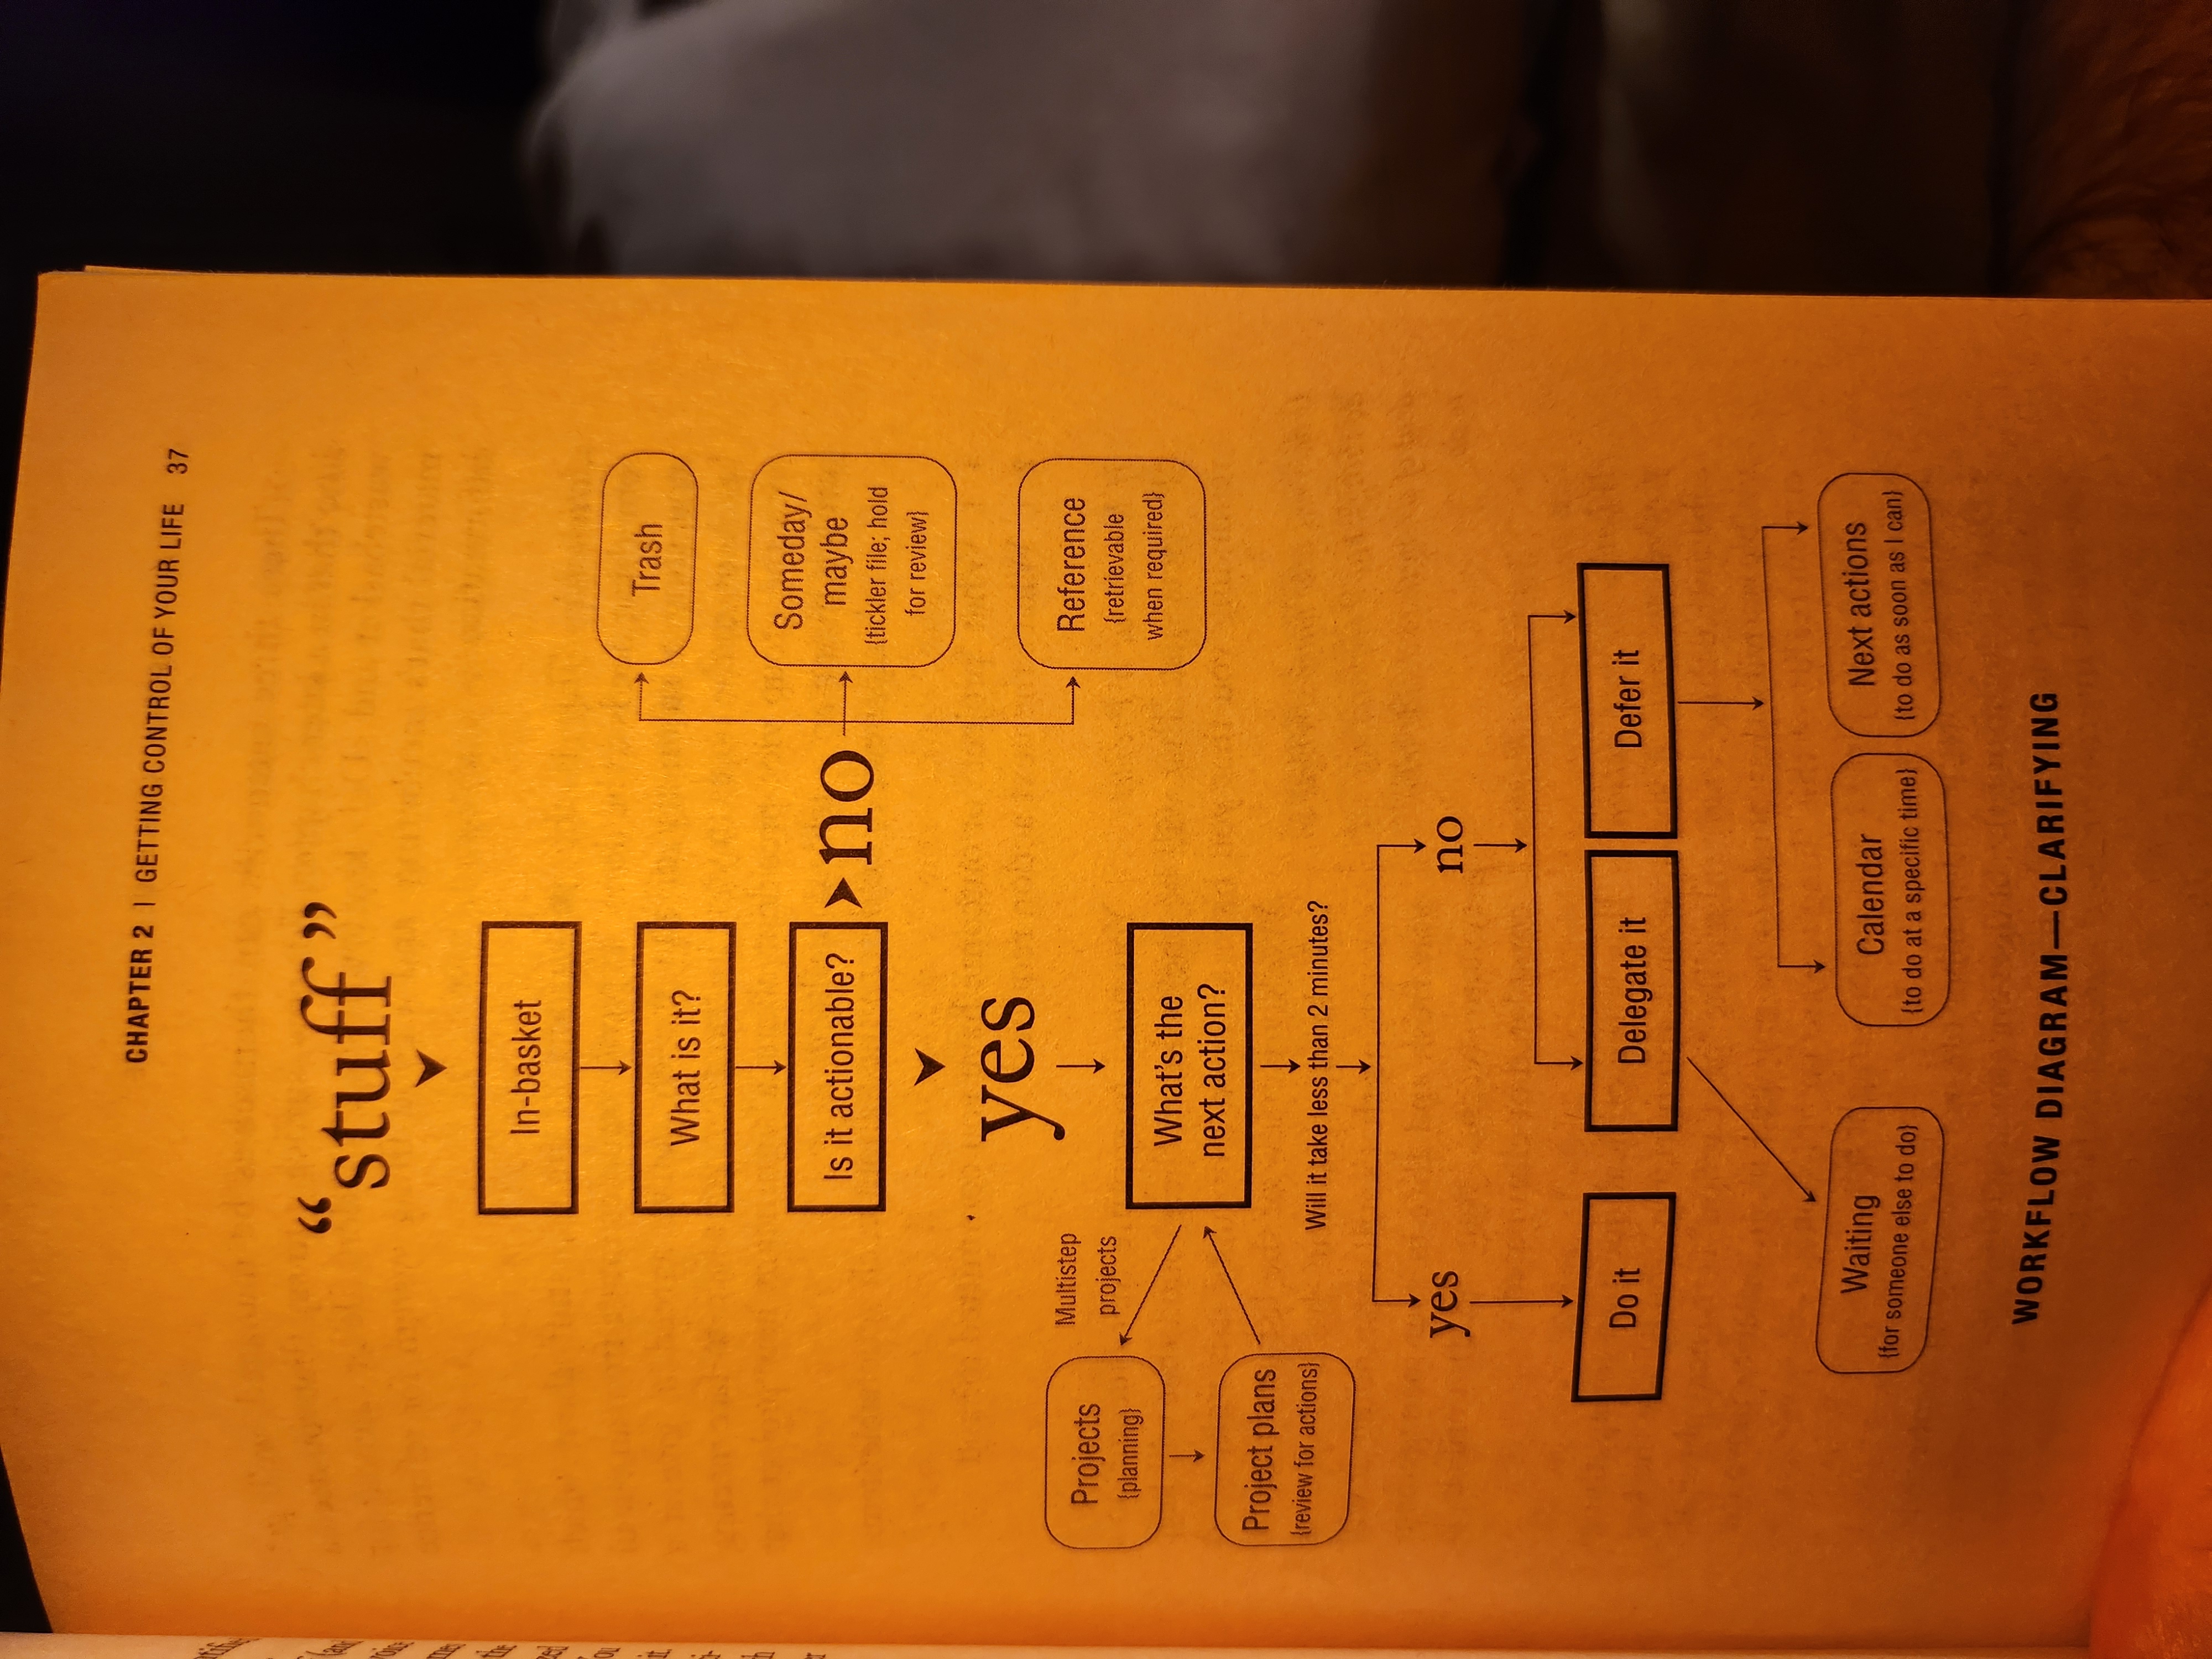 CHAPTER 2 | GETTING CONTROL OF YOUR LIFE 37
“stuff”
In-basket
What is it?
Is it actionable?
no
Trash
Someday/
maybe
{tickler file; hold
for review}
Reference
{retrievable
when required}
yes
Multistep
projects
Projects
{planning}
Project plans
{review for actions}
What’s the
next action?
Will it take less than 2 minutes?
yes
no
Do it
Delegate it
Defer it
Waiting
{for someone else to do}
Calendar
{to do at a specific time}
Next actions
{to do as soon as I can}
WORKFLOW DIAGRAM—CLARIFYING